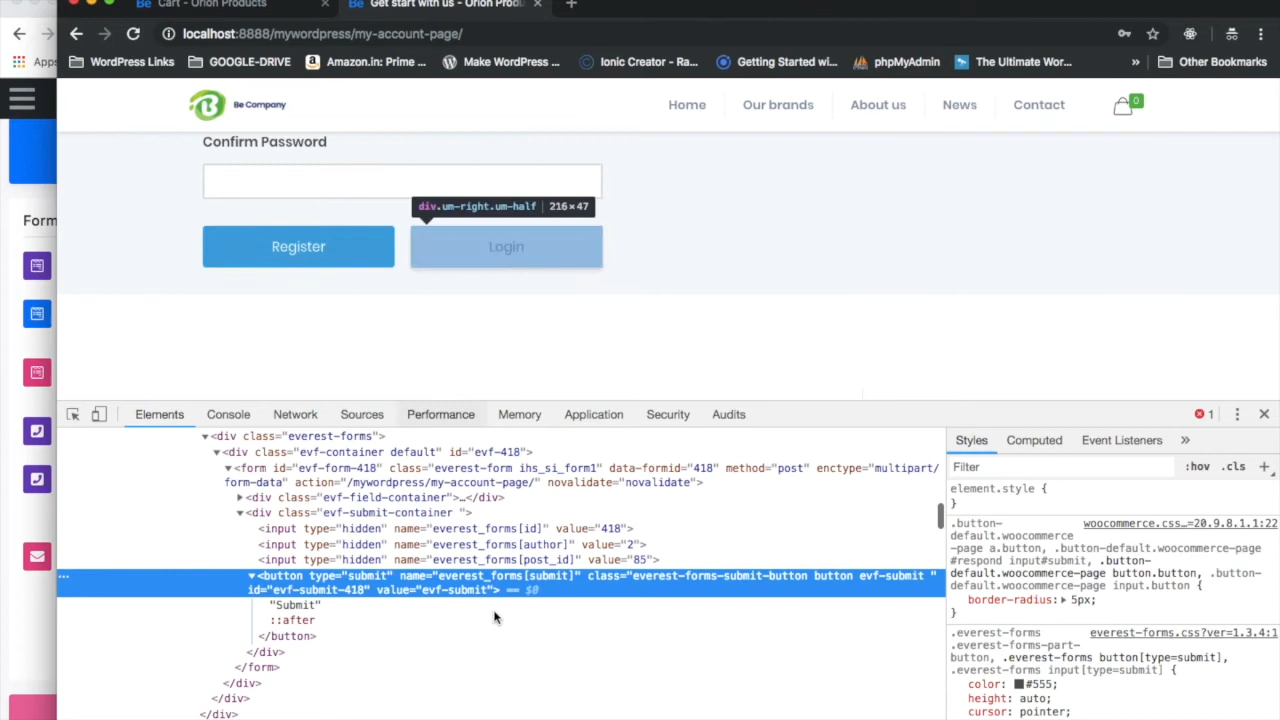 Be Cart - Orion Products ×
Be Get start with us - Orion Produ ×
localhost:8888/mywordpress/my-account-page/
Apps
WordPress Links GOOGLE-DRIVE Amazon.in: Prime ... Make WordPress ... Ionic Creator - Ra... Getting Started wi... phpMyAdmin The Ultimate Wor... » Other Bookmarks
Be Company
Home Our brands About us News Contact 0
Form
Confirm Password
div.um-right.um-half 216×47
Register Login
Elements Console Network Sources Performance Memory Application Security Audits 1
▼<div class="everest-forms">
▼<div class="evf-container default" id="evf-418">
▼<form id="evf-form-418" class="everest-form ihs_si_form1" data-formid="418" method="post" enctype="multipart/
form-data" action="/mywordpress/my-account-page/" novalidate="novalidate">
▶<div class="evf-field-container">…</div>
▼<div class="evf-submit-container ">
<input type="hidden" name="everest_forms[id]" value="418">
<input type="hidden" name="everest_forms[author]" value="2">
<input type="hidden" name="everest_forms[post_id]" value="85">
… ▼<button type="submit" name="everest_forms[submit]" class="everest-forms-submit-button button evf-submit "
id="evf-submit-418" value="evf-submit"> == $0
"Submit"
::after
</button>
</div>
</form>
</div>
</div>
</div>
Styles Computed Event Listeners »
Filter :hov .cls +
element.style {
}
.button- woocommerce.css…=20.9.8.1.1:22
default.woocommerce
-page a.button, .button-default.woocommerce-page
#respond input#submit, .button-
default.woocommerce-page button.button, .button-
default.woocommerce-page input.button {
border-radius:▶5px;
}
.everest-forms everest-forms.css?ver=1.3.4:1
.everest-forms-part-
button, .everest-forms button[type=submit],
.everest-forms input[type=submit] {
color: #555;
height: auto;
cursor: pointer;